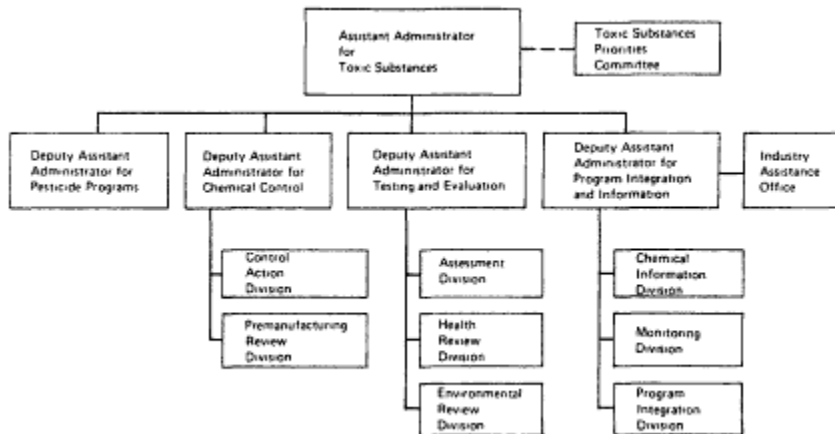 Assistant Administrator
for
Toxic Substances
Toxic Substances
Priorities
Committee
Deputy Assistant
Administrator for
Pesticide Programs
Deputy Assistant
Administrator for
Chemical Control
Deputy Assistant
Administrator for
Testing and Evaluation
Deputy Assistant
Administrator for
Program Integration
and Information
Industry
Assistance
Office
Control
Action
Division
Premanufacturing
Review
Division
Assessment
Division
Health
Review
Division
Environmental
Review
Division
Chemical
Information
Division
Monitoring
Division
Program
Integration
Division